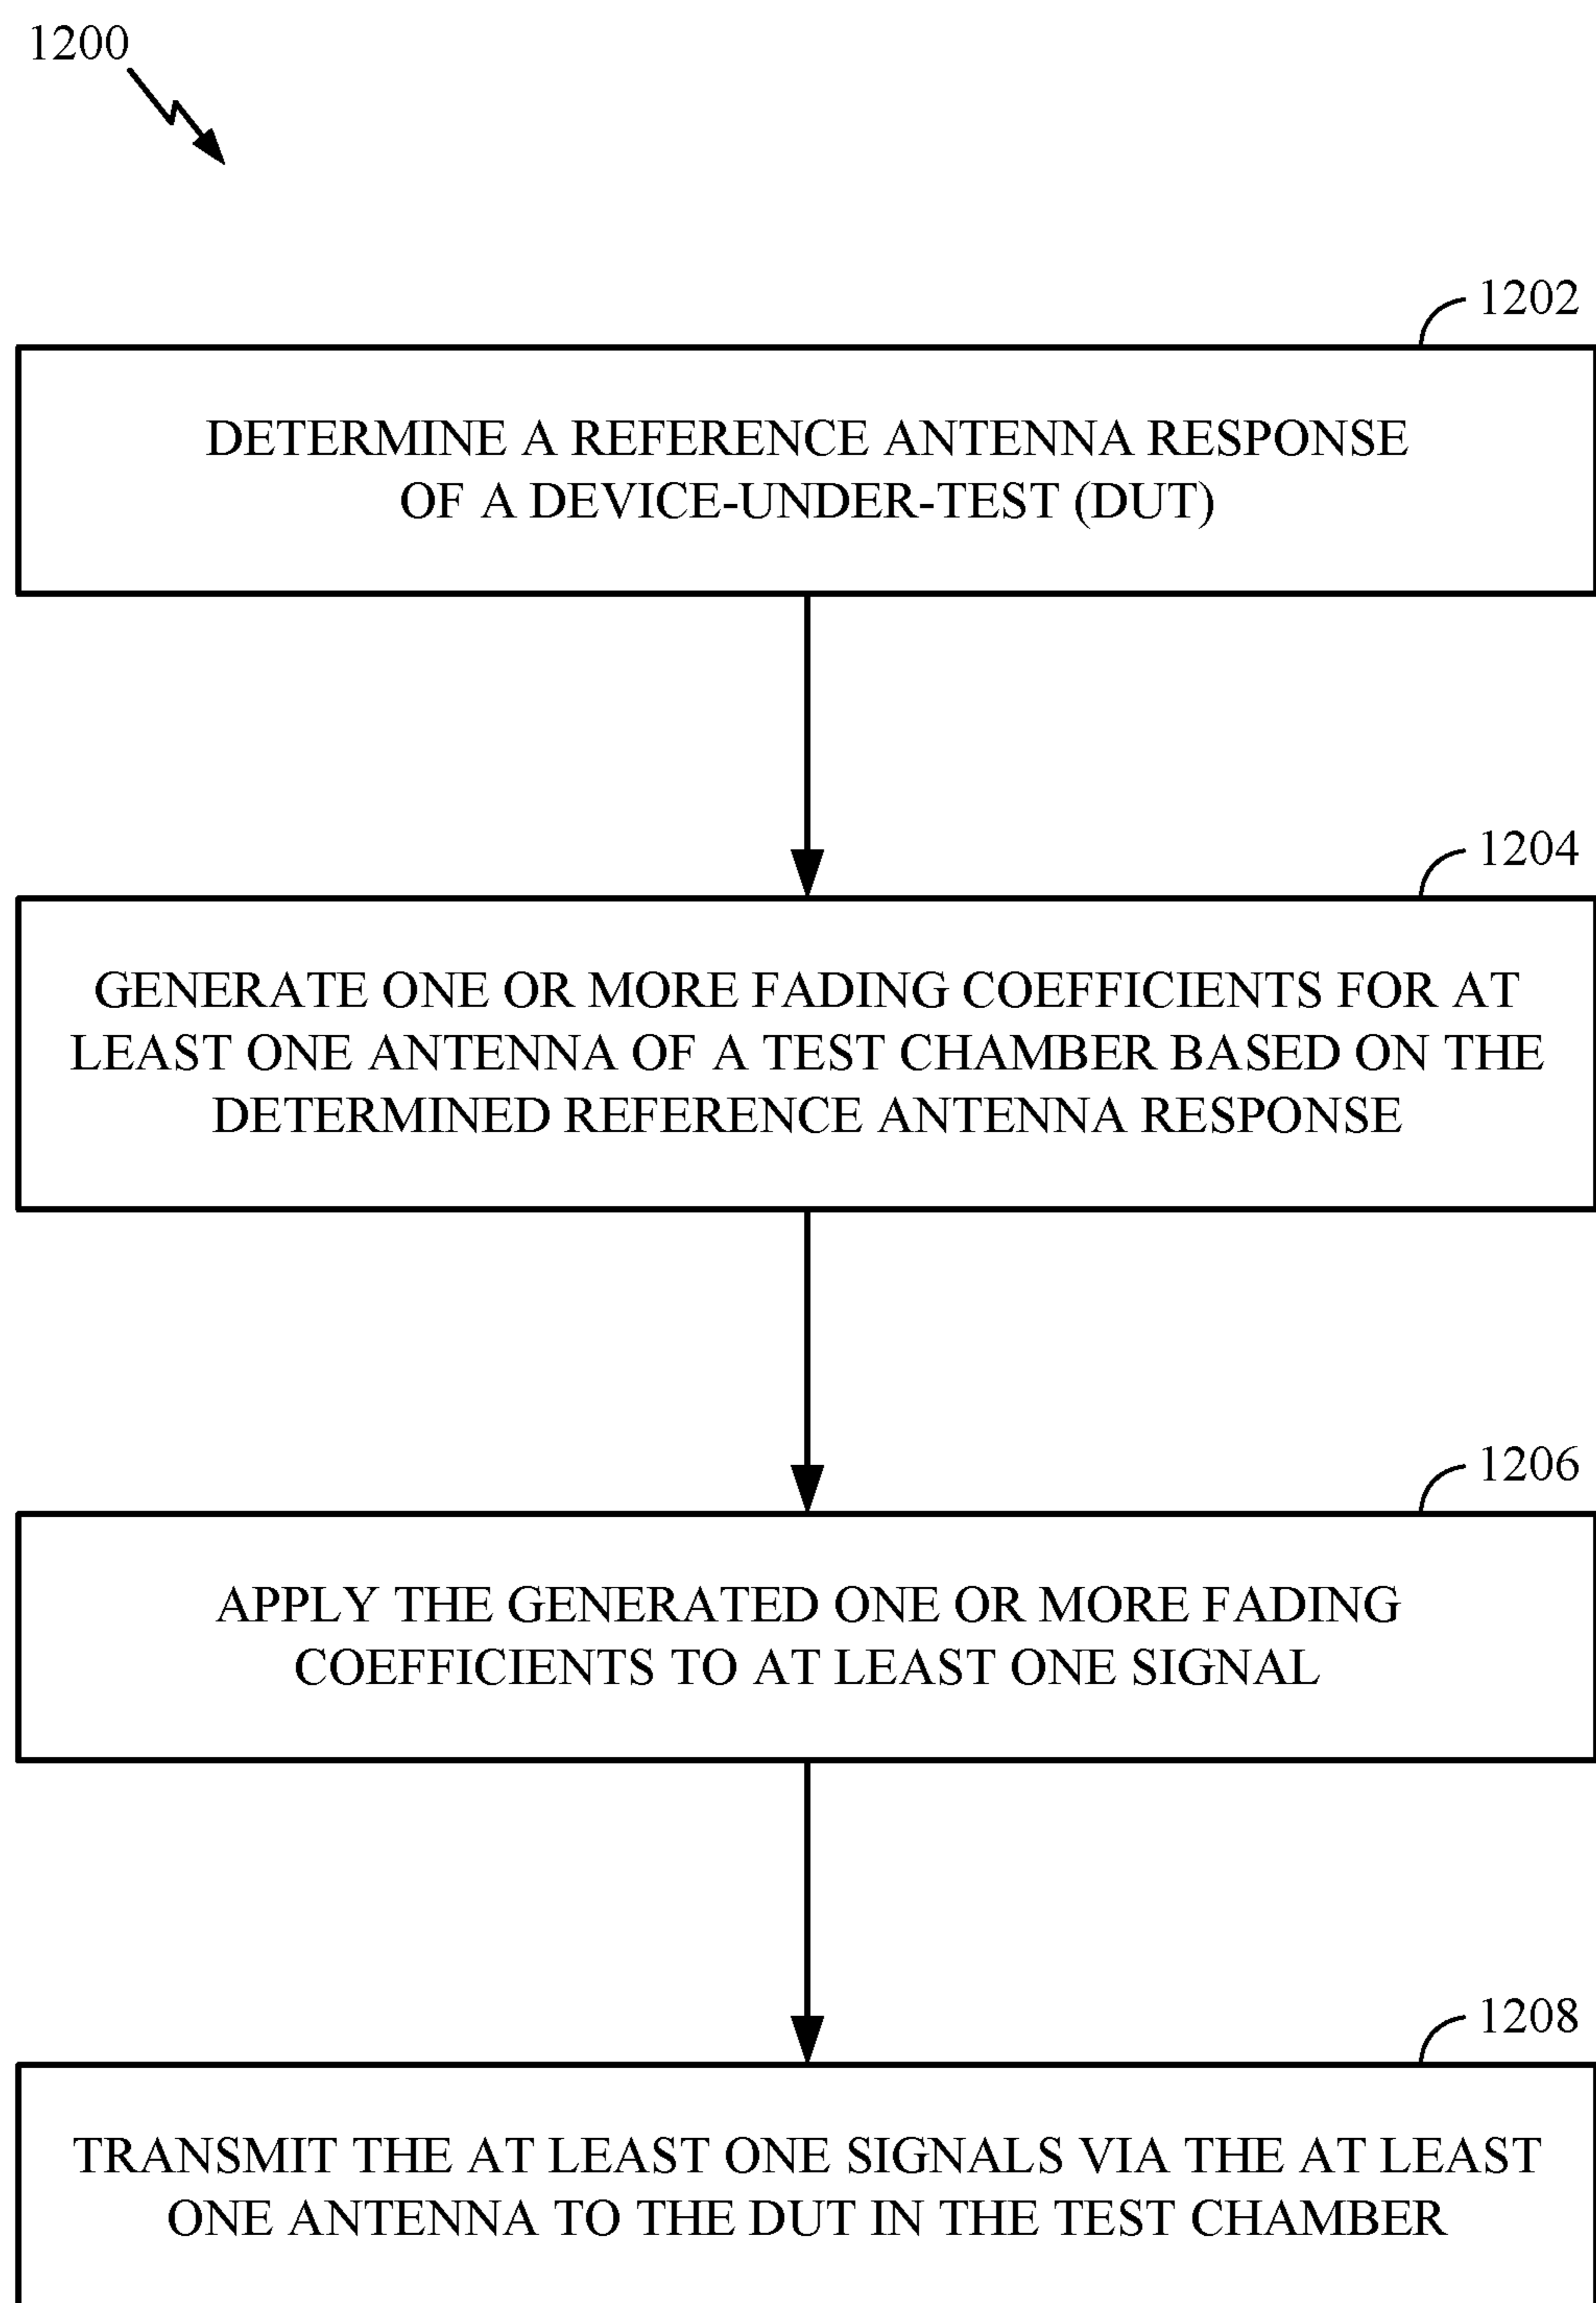 1200
1202
DETERMINE A REFERENCE ANTENNA RESPONSE
OF A DEVICE-UNDER-TEST (DUT)
1204
GENERATE ONE OR MORE FADING COEFFICIENTS FOR AT
LEAST ONE ANTENNA OF A TEST CHAMBER BASED ON THE
DETERMINED REFERENCE ANTENNA RESPONSE
1206
APPLY THE GENERATED ONE OR MORE FADING
COEFFICIENTS TO AT LEAST ONE SIGNAL
1208
TRANSMIT THE AT LEAST ONE SIGNALS VIA THE AT LEAST
ONE ANTENNA TO THE DUT IN THE TEST CHAMBER